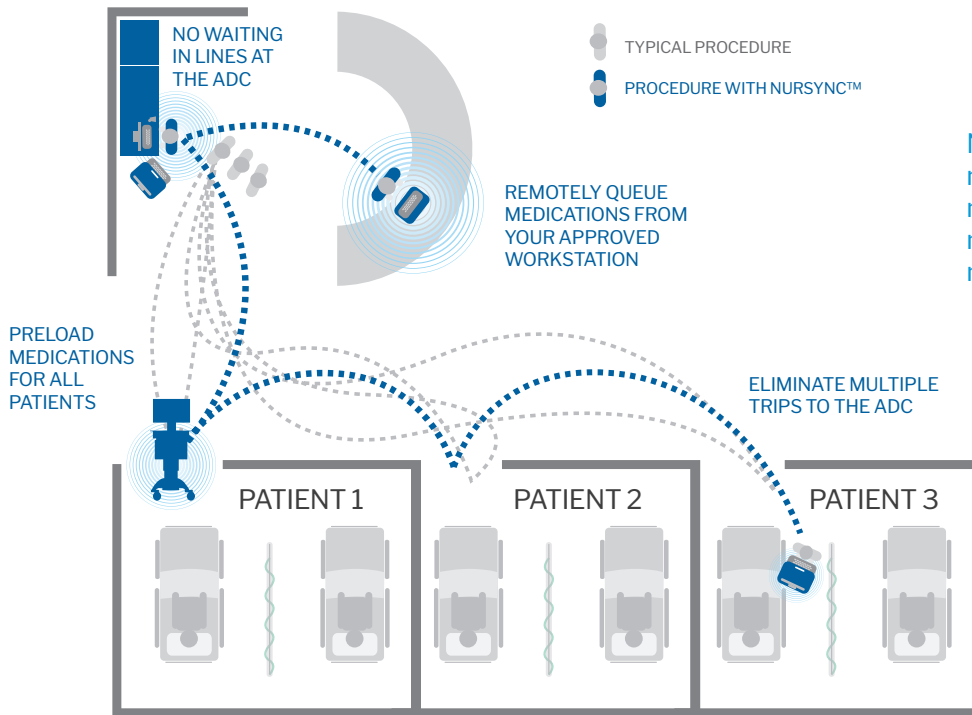 NO WAITING
IN LINES AT
THE ADC
TYPICAL PROCEDURE
PROCEDURE WITH NURSYNC™
REMOTELY QUEUE
MEDICATIONS FROM
YOUR APPROVED
WORKSTATION
PRELOAD
MEDICATIONS
FOR ALL
PATIENTS
ELIMINATE MULTIPLE
TRIPS TO THE ADC
PATIENT 1
PATIENT 2
PATIENT 3